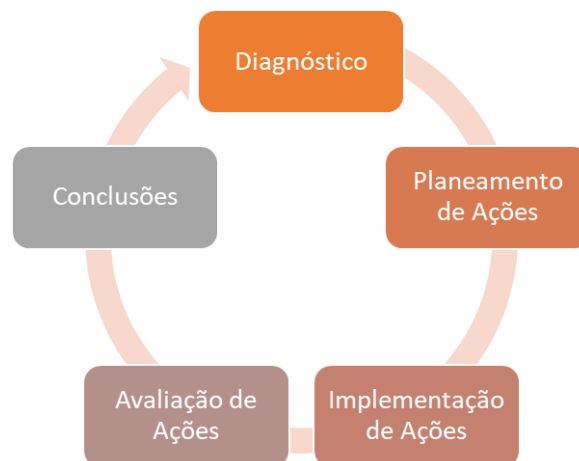 Diagnóstico
Planeamento
de Ações
Implementação
de Ações
Avaliação de
Ações
Conclusões